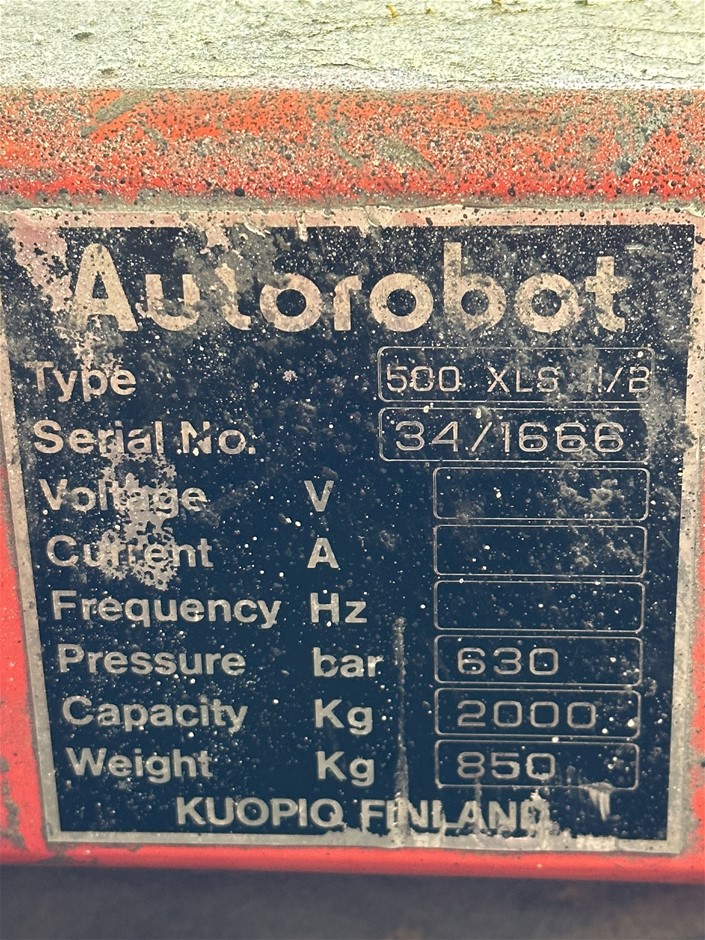 Autorobot
Type 500 XLS II/B
Serial No. 34/1666
Voltage V
Current A
Frequency Hz
Pressure bar 630
Capacity Kg 2000
Weight Kg 850
KUOPIO FINLAND